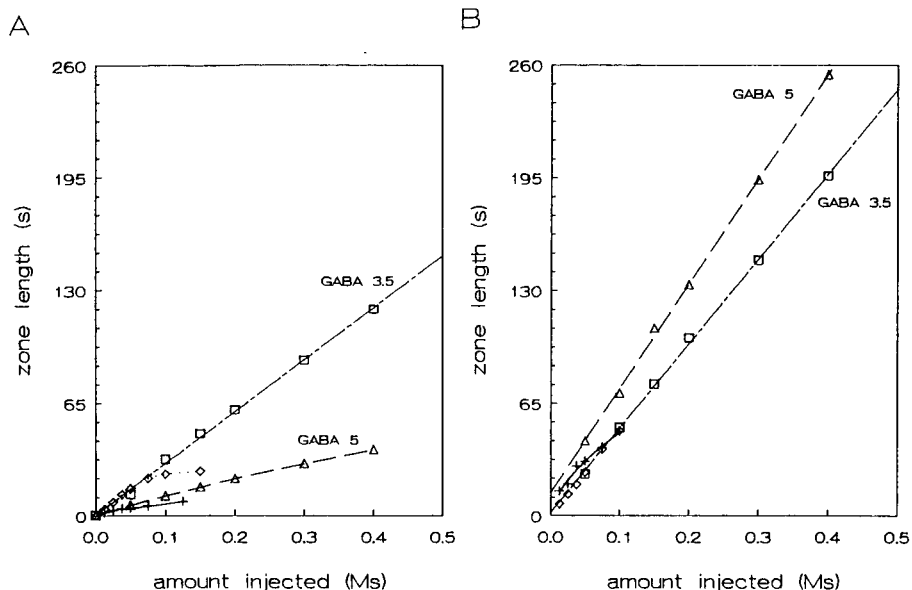 A
260
195
130
65
0
zone length (s)
GABA 3.5
GABA 5
0.0 0.1 0.2 0.3 0.4 0.5
amount injected (Ms)
B
260
195
130
65
0
zone length (s)
GABA 5
GABA 3.5
0.0 0.1 0.2 0.3 0.4 0.5
amount injected (Ms)